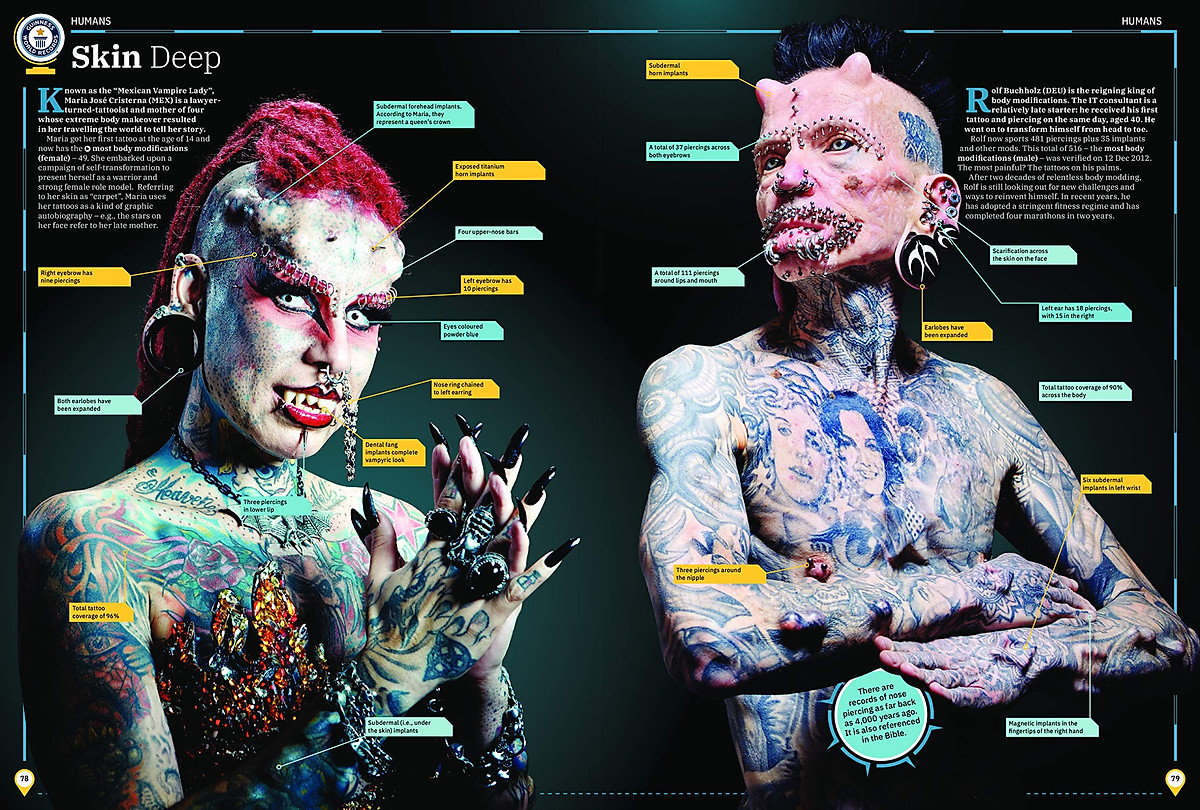 GUINNESS
WORLD RECORDS
HUMANS
HUMANS
Skin Deep
Known as the “Mexican Vampire Lady”,
María José Cristerna (MEX) is a lawyer-
turned-tattooist and mother of four
whose extreme body makeover resulted
in her travelling the world to tell her story.
Maria got her first tattoo at the age of 14 and
now has the most body modifications
(female) – 49. She embarked upon a
campaign of self-transformation to
present herself as a warrior and
strong female role model. Referring
to her skin as “carpet”, Maria uses
her tattoos as a kind of graphic
autobiography – e.g., the stars on
her face refer to her late mother.
Subdermal forehead implants.
According to Maria, they
represent a queen's crown
Exposed titanium
horn implants
Four upper-nose bars
Right eyebrow has
nine piercings
Left eyebrow has
10 piercings
Eyes coloured
powder blue
Nose ring chained
to left earring
Both earlobes have
been expanded
Dental fang
implants complete
vampyric look
Heavens
Three piercings
in lower lip
Total tattoo
coverage of 96%
Subdermal (i.e., under
the skin) implants
78
Rolf Buchholz (DEU) is the reigning king of
body modifications. The IT consultant is a
relatively late starter: he received his first
tattoo and piercing on the same day, aged 40. He
went on to transform himself from head to toe.
Rolf now sports 481 piercings plus 35 implants
and other mods. This total of 516 – the most body
modifications (male) – was verified on 12 Dec 2012.
The most painful? The tattoos on his palms.
After two decades of relentless body modding,
Rolf is still looking out for new challenges and
ways to reinvent himself. In recent years, he
has adopted a stringent fitness regime and has
completed four marathons in two years.
Subdermal
horn implants
A total of 37 piercings across
both eyebrows
A total of 111 piercings
around lips and mouth
Scarification across
the skin on the face
Left ear has 18 piercings,
with 15 in the right
Earlobes have
been expanded
Total tattoo coverage of 90%
across the body
Six subdermal
implants in left wrist
Three piercings around
the nipple
There are
records of nose
piercing as far back
as 4,000 years ago.
It is also referenced
in the Bible.
Magnetic implants in the
fingertips of the right hand
79